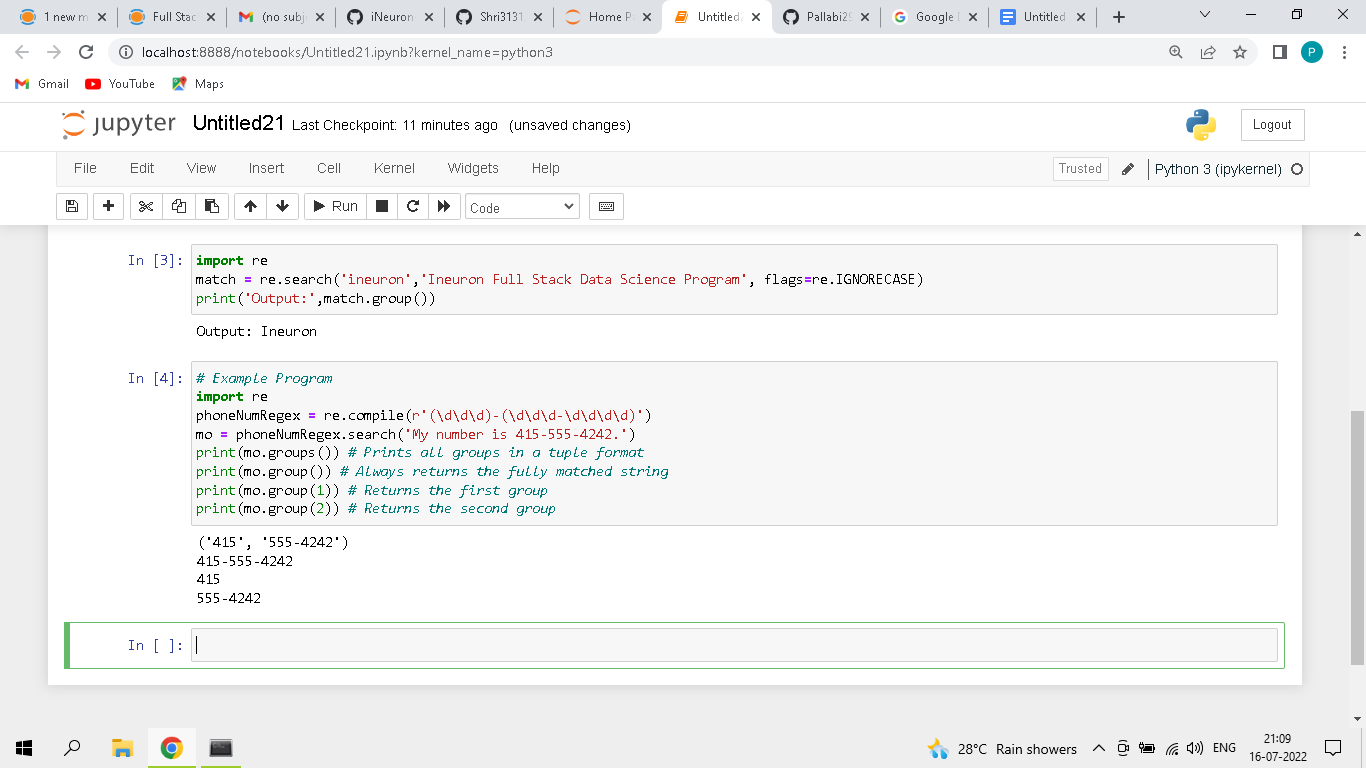 1 new m
Full Stac
(no subj
iNeuron
Home P
Untitled
Google
Untitled
localhost:8888/notebooks/Untitled21.ipynb?kernel_name=python3
P
Gmail YouTube Maps
jupyter Untitled21 Last Checkpoint: 11 minutes ago (unsaved changes)
Logout
File Edit View Insert Cell Kernel Widgets Help
Trusted Python 3 (ipykernel)
Run Code
In [3]: import re
match = re.search('ineuron','Ineuron Full Stack Data Science Program', flags=re.IGNORECASE)
print('Output:',match.group())
Output: Ineuron
In [4]: # Example Program
import re
phoneNumRegex = re.compile(r'(\d\d\d)-(\d\d\d-\d\d\d\d)')
mo = phoneNumRegex.search('My number is 415-555-4242.')
print(mo.groups()) # Prints all groups in a tuple format
print(mo.group()) # Always returns the fully matched string
print(mo.group(1)) # Returns the first group
print(mo.group(2)) # Returns the second group
('415', '555-4242')
415-555-4242
415
555-4242
In [ ]:
28°C Rain showers
ENG
21:09
16-07-2022